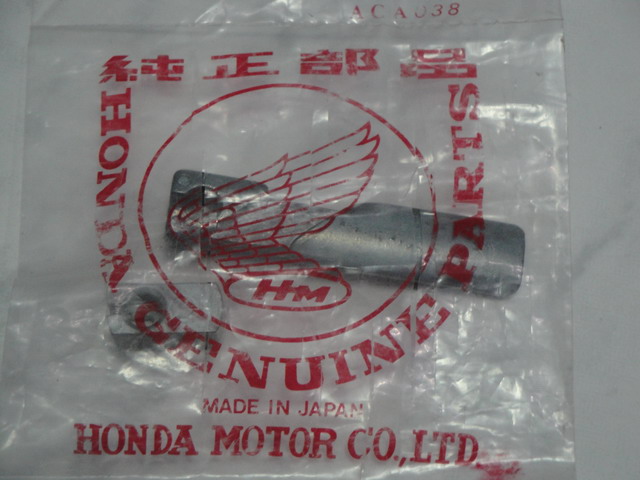 ACA038
純正部品
HONDA GENUINE PARTS
HM
MADE IN JAPAN
HONDA MOTOR CO., LTD.